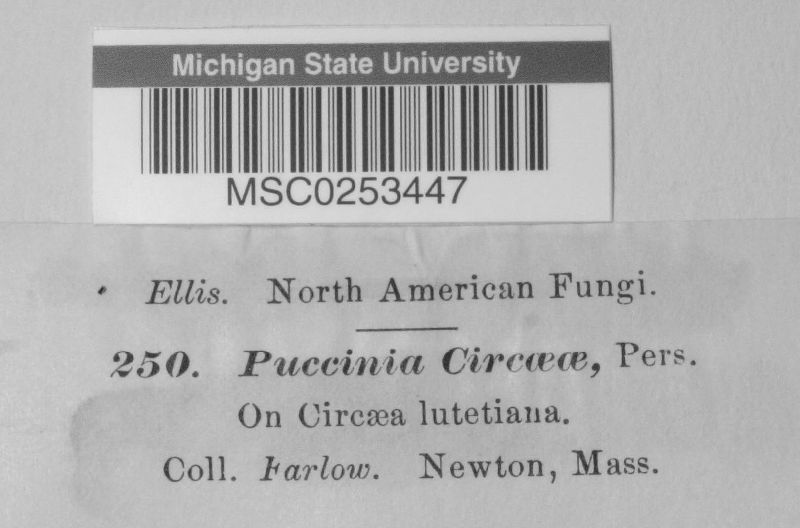 Michigan State University
MSC0253447
Ellis. North American Fungi.
250. Puccinia Circææ, Pers.
On Circæa lutetiana.
Coll. Farlow. Newton, Mass.